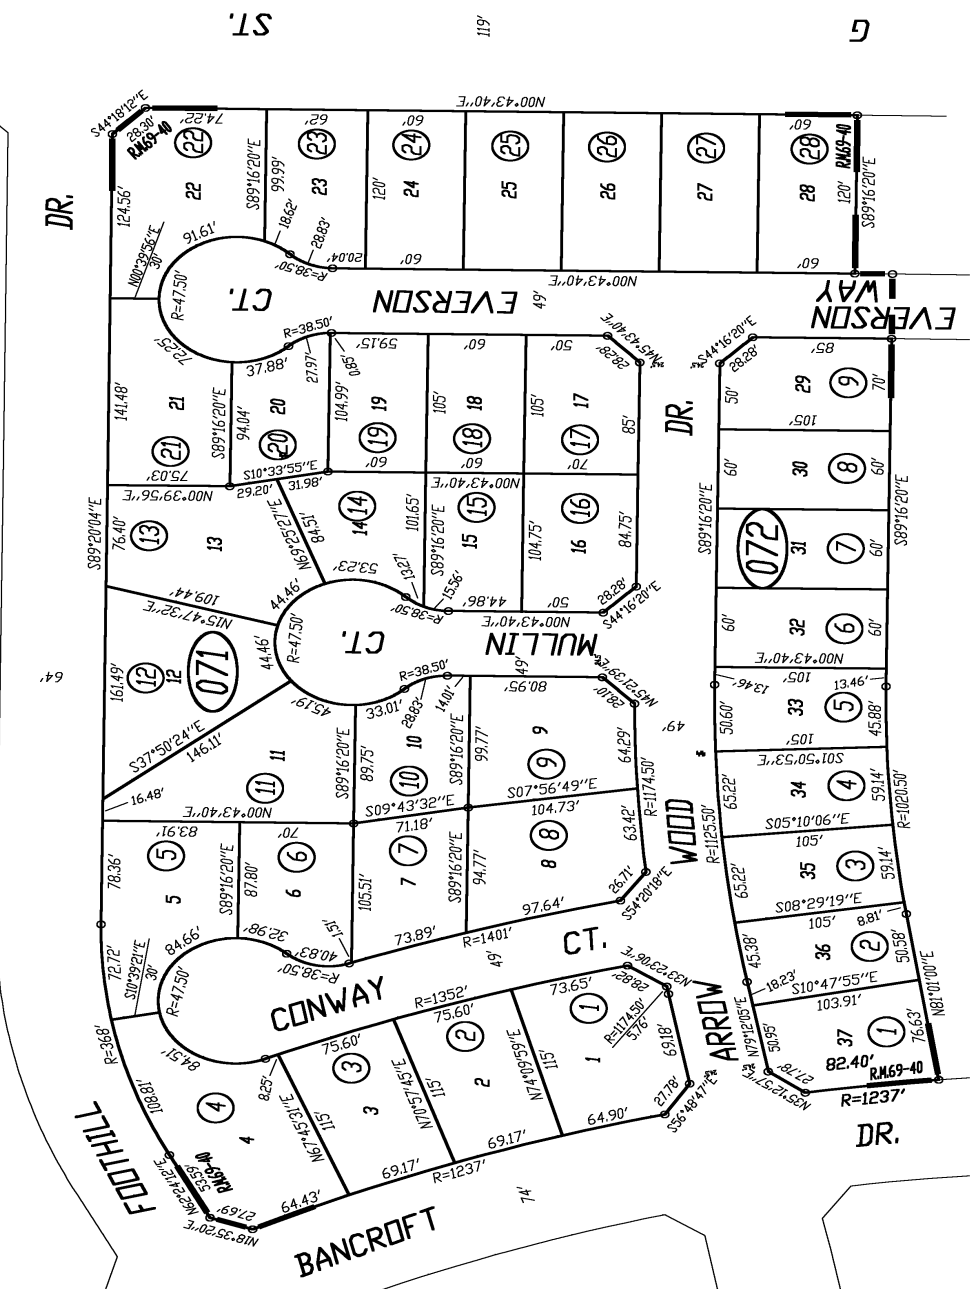 ST.
119'
G
S44°18'12"E
28.30'
R.M.69-40
74.22'
62'
60'
N00°43'40"E
60'
R.M.69-40
DR.
124.56'
22
22
S89°16'20"E
99.99'
23
23
120'
24
24
25
25
26
26
27
27
28
28
120'
S89°16'20"E
N00°39'56"E
30'
91.61'
18.62'
28.83'
R=38.50'
20.04'
60'
N00°43'40"E
60'
R=47.50'
CT.
EVERSON
49'
EVERSON
WAY
72.25'
37.88'
R=38.50'
27.97'
0.85'
59.15'
60'
50'
N45°43'40"E
28.28'
S44°16'20"E
28.28'
85'
141.48'
21
21
S89°16'20"E
94.04'
20
20
104.99'
19
19
105'
18
18
105'
17
17
85'
DR.
50'
29
9
70'
105'
75.03'
N00°39'56"E
S10°33'55"E
29.20'
31.98'
60'
60'
N00°43'40"E
70'
60'
30
8
60'
S89°20'04"E
76.40'
13
13
N69°25'27"E
84.51'
14
14
101.65'
S89°16'20"E
15
15
104.75'
16
16
84.75'
S89°16'20"E
072
31
7
60'
S89°16'20"E
109.44'
N15°47'32"E
44.46'
53.23'
13.27'
R=38.50'
15.56'
44.86'
N00°43'40"E
50'
28.28'
S44°16'20"E
60'
32
6
60'
N00°43'40"E
105'
64'
161.49'
12
12
071
44.46'
R=47.50'
CT.
MULLIN
49'
45.19'
33.01'
R=38.50'
28.83'
14.01'
80.95'
N45°21'39"E
28.10'
49'
13.46'
13.46'
50.60'
33
5
45.88'
105'
S01°50'53"E
S37°50'24"E
146.11'
11
11
S89°16'20"E
89.75'
10
10
S89°16'20"E
99.77'
9
9
64.29'
R=1174.50'
65.22'
34
4
59.14'
R=1020.50'
16.48'
N00°43'40"E
83.91'
70'
S09°43'32"E
71.18'
S07°56'49"E
104.73'
63.42'
WOOD
R=1125.50'
S05°01'06"E
105'
78.36'
5
5
S89°16'20"E
87.80'
6
6
105.51'
7
7
S89°16'20"E
94.77'
8
8
26.71'
S54°20'18"E
65.22'
35
3
59.14'
S08°29'19"E
105'
8.81'
72.72'
S10°39'21"E
30'
84.66'
32.98'
40.83'
R=38.50'
1.51'
73.89'
R=1401'
97.64'
49'
CT.
CONWAY
R=47.50'
84.51'
R=1352'
73.65'
N33°23'06"E
28.82'
R=1174.50'
5.76'
45.38'
18.23'
36
2
50.58'
S10°47'55"E
103.91'
N81°01'00"E
76.63'
R=368'
108.81'
4
4
8.25'
75.60'
3
3
75.60'
2
2
115'
N67°45'31"E
115'
N70°57'45"E
115'
N74°09'59"E
1
1
69.18'
ARROW
N79°12'05"E
50.95'
37
1
82.40'
R.M.69-40
R=1237'
27.78'
N35°12'57"E
FOOTHILL
N62°24'12"E
53.59'
R.M.69-40
27.69'
N18°35'20"E
64.43'
69.17'
R=1237'
69.17'
64.90'
27.78'
S56°48'47"E
BANCROFT
74'
DR.